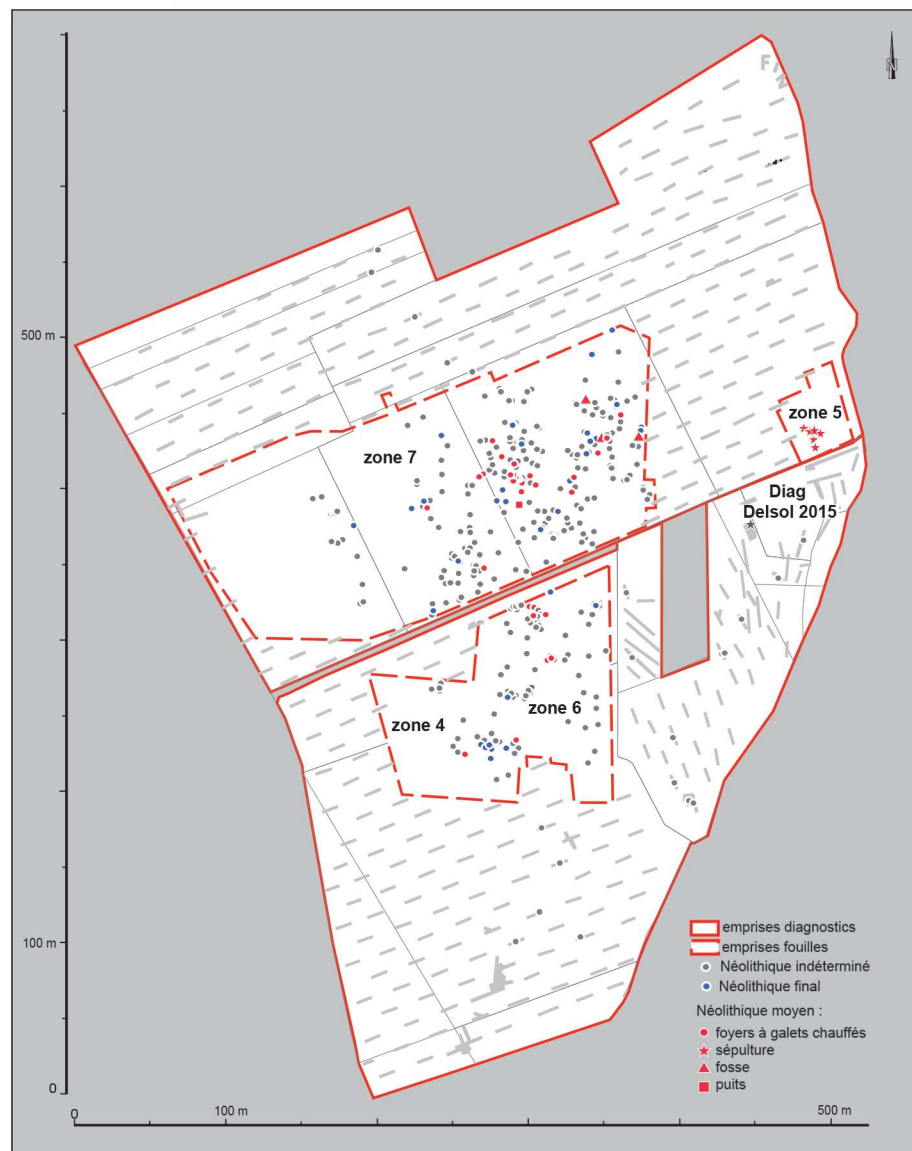 N
F
Z
500 m
zone 5
zone 7
Diag
Delsol 2015
zone 4
zone 6
100 m
emprises diagnostics
emprises fouilles
Néolithique indéterminé
Néolithique final
Néolithique moyen :
foyers à galets chauffés
sépulture
fosse
puits
0
0
100 m
500 m